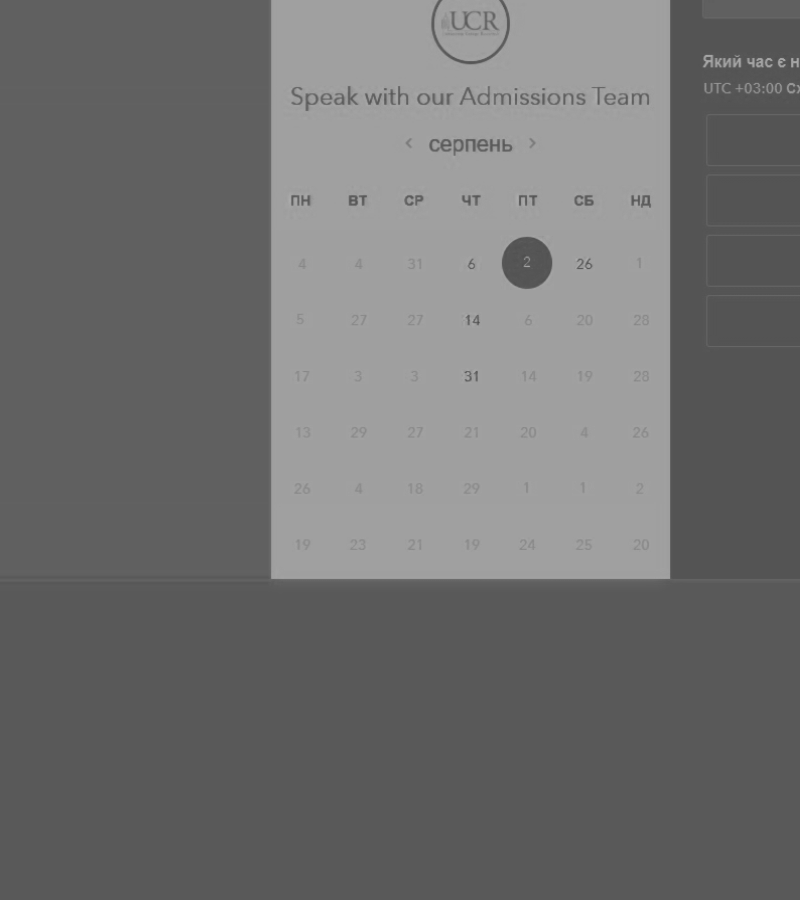 UCR
Speak with our Admissions Team
‹ серпень ›
ПН ВТ СР ЧТ ПТ СБ НД
4 4 31 6 2 26 1
5 27 27 14 6 20 28
17 3 3 31 14 19 28
13 29 27 21 20 4 26
26 4 18 29 1 1 2
19 23 21 19 24 25 20
Який час є
UTC +03:00